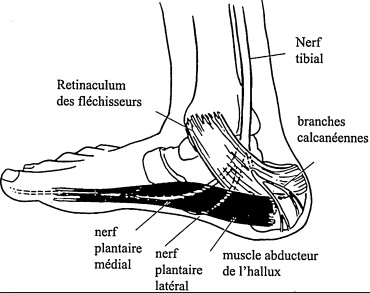 Nerf
tibial
Retinaculum
des fléchisseurs
branches
calcanéennes
nerf
plantaire
médial
nerf
plantaire
latéral
muscle abducteur
de l'hallux